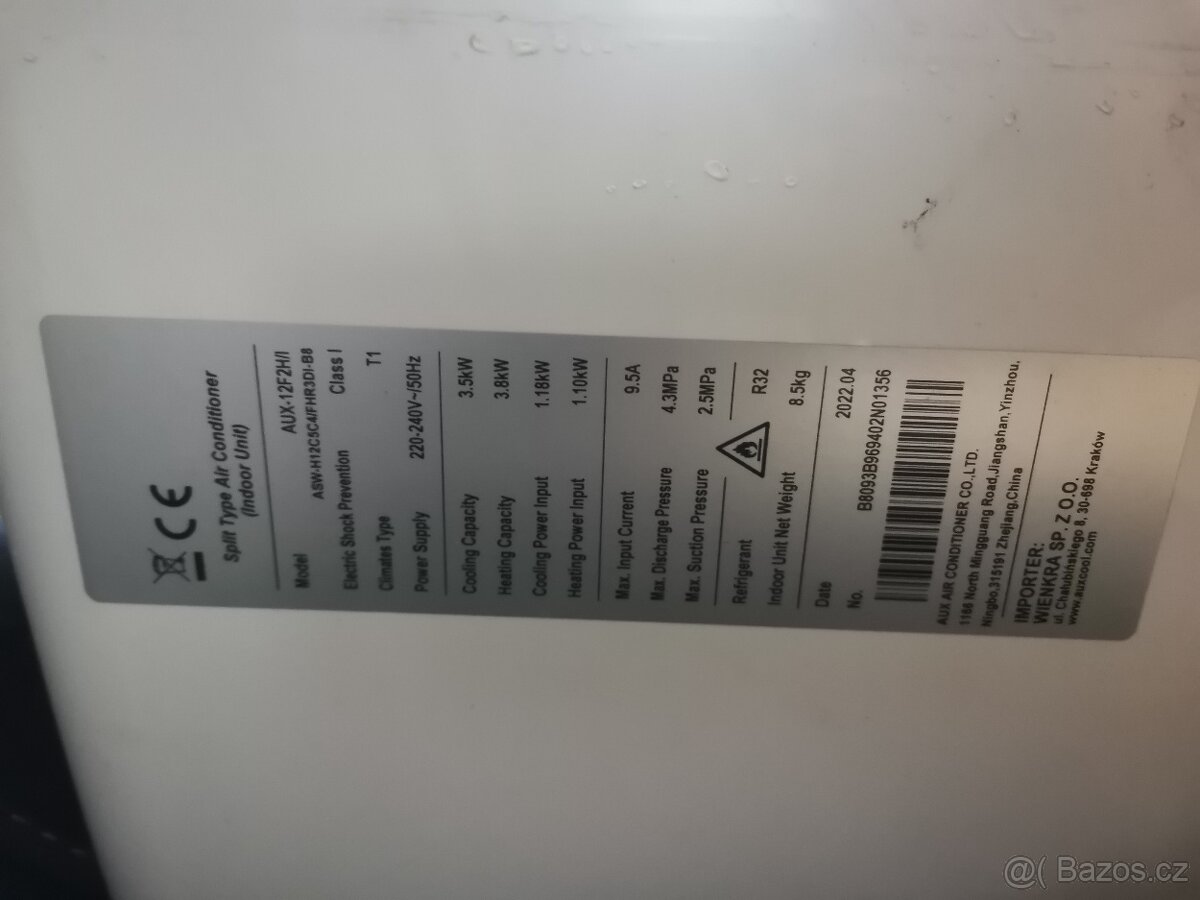 CE
Split Type Air Conditioner
(Indoor Unit)
Model AUX-12F2H/I
ASW-H12C5C4/FHR3DI-B8
Electric Shock Prevention Class I
Climates Type T1
Power Supply 220-240V~/50Hz
Cooling Capacity 3.5kW
Heating Capacity 3.8kW
Cooling Power Input 1.18kW
Heating Power Input 1.10kW
Max. Input Current 9.5A
Max. Discharge Pressure 4.3MPa
Max. Suction Pressure 2.5MPa
Refrigerant R32
Indoor Unit Net Weight 8.5kg
Date 2022.04
No. B8093B969402N01356
AUX AIR CONDITIONER CO.,LTD.
1166 North Mingguang Road,Jiangshan,Yinzhou,
Ningbo,315191 Zhejiang,China
IMPORTER:
WIENKRA SP. Z O.O.
ul. Chałubińskiego 8, 30-698 Kraków
www.auxcool.com
@( Bazos.cz